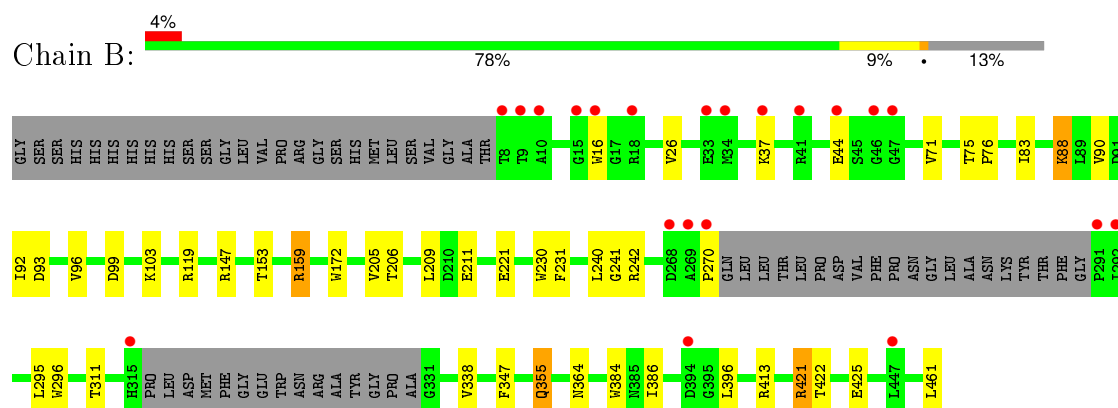 4%
Chain B:
78% 9% • 13%
GLY SER SER HIS HIS HIS HIS HIS HIS SER SER GLY LEU VAL PRO ARG GLY SER HIS MET LEU SER VAL GLY ALA THR T8 T9 A10 G15 W16 G17 R18 V26 E33 M34 K37 R41 E44 S45 G46 G47 V71 T75 P76 I83 K88 L89 V90 D91
I92 D93 V96 D99 K103 R119 R147 T153 R159 W172 V205 T206 L209 D210 E211 E221 W230 F231 L240 G241 R242 D268 A269 P270 GLN LEU LEU THR LEU PRO ASP VAL PHE PRO ASN GLY LEU ALA ASN LYS TYR THR PHE GLY P291 I292
L295 W296 T311 H315 PRO LEU ASP MET PHE GLY GLU TRP ASN ARG ALA TYR GLY PRO ALA G331 V338 F347 Q355 N364 W384 N385 I386 D394 G395 L396 R413 R421 T422 E425 L447 L461